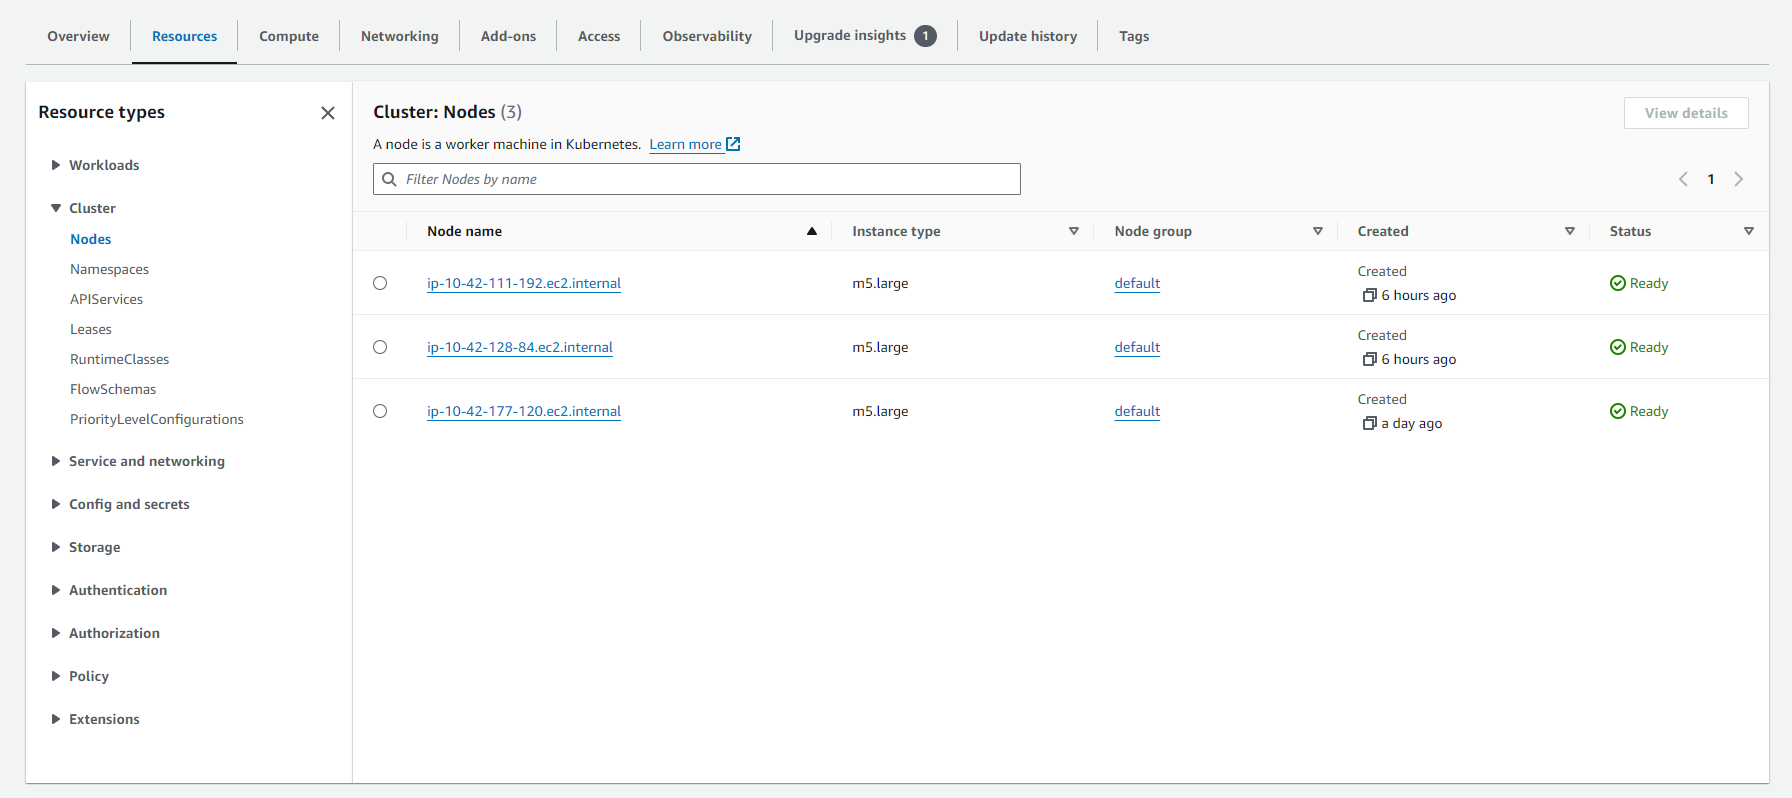 Overview Resources Compute Networking Add-ons Access Observability Upgrade insights 1 Update history Tags
Resource types
Workloads
Cluster
Nodes
Namespaces
APIServices
Leases
RuntimeClasses
FlowSchemas
PriorityLevelConfigurations
Service and networking
Config and secrets
Storage
Authentication
Authorization
Policy
Extensions
Cluster: Nodes (3)
View details
A node is a worker machine in Kubernetes. Learn more
Filter Nodes by name
1
Node name Instance type Node group Created Status
ip-10-42-111-192.ec2.internal m5.large default Created 6 hours ago Ready
ip-10-42-128-84.ec2.internal m5.large default Created 6 hours ago Ready
ip-10-42-177-120.ec2.internal m5.large default Created a day ago Ready